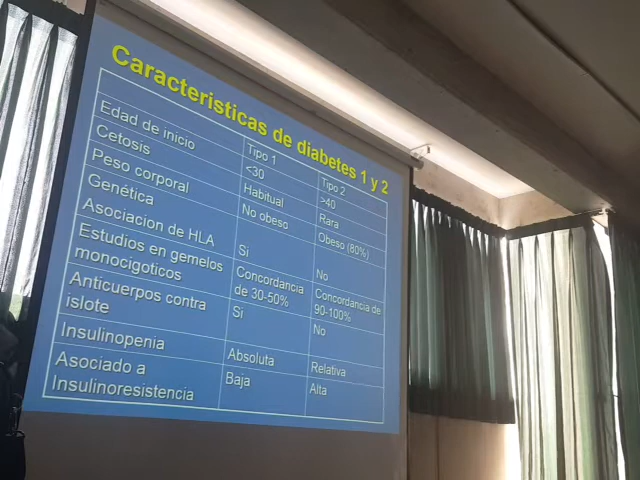 Caracteristicas de diabetes 1 y 2
Tipo 1 Tipo 2
Edad de inicio <30 >40
Cetosis Habitual Rara
Peso corporal No obeso Obeso (80%)
Genética
Asociacion de HLA Si No
Estudios en gemelos monocigoticos Concordancia de 30-50% Concordancia de 90-100%
Anticuerpos contra islote Si No
Insulinopenia Absoluta Relativa
Asociado a Insulinoresistencia Baja Alta